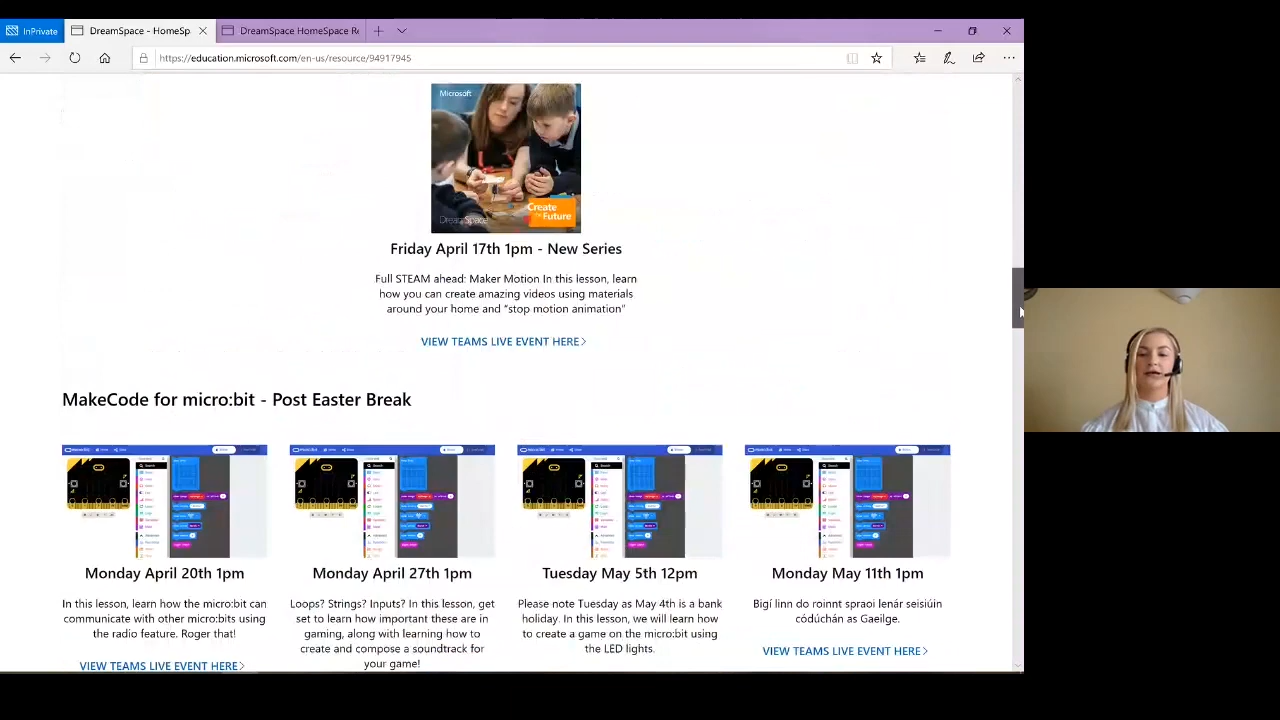 InPrivate
DreamSpace - HomeSp
DreamSpace HomeSpace Re
https://education.microsoft.com/en-us/resource/94917945
Microsoft
DreamSpace
Create
the Future
Friday April 17th 1pm - New Series
Full STEAM ahead: Maker Motion In this lesson, learn
how you can create amazing videos using materials
around your home and "stop motion animation"
VIEW TEAMS LIVE EVENT HERE
MakeCode for micro:bit - Post Easter Break
Monday April 20th 1pm
In this lesson, learn how the micro:bit can
communicate with other micro:bits using
the radio feature. Roger that!
VIEW TEAMS LIVE EVENT HERE
Monday April 27th 1pm
Loops? Strings? Inputs? In this lesson, get
set to learn how important these are in
gaming, along with learning how to
create and compose a soundtrack for
your game!
Tuesday May 5th 12pm
Please note Tuesday as May 4th is a bank
holiday. In this lesson, we will learn how
to create a game on the micro:bit using
the LED lights.
Monday May 11th 1pm
Bigí linn do roinnt spraoi lenár seisiúin
códúchán as Gaeilge.
VIEW TEAMS LIVE EVENT HERE